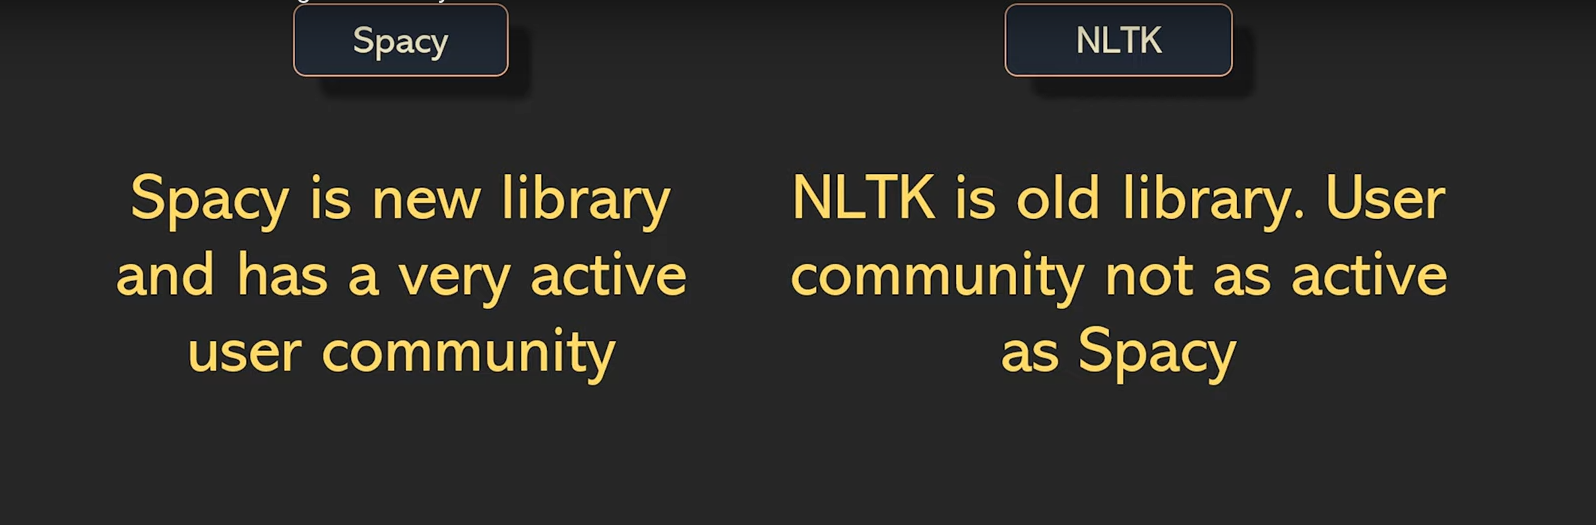 Spacy
NLTK
Spacy is new library
and has a very active
user community
NLTK is old library. User
community not as active
as Spacy